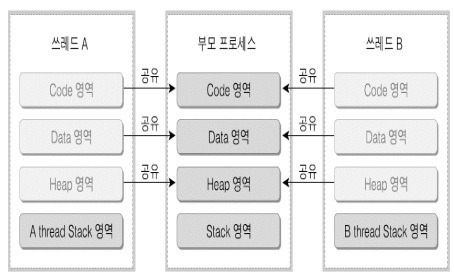 쓰레드 A
부모 프로세스
쓰레드 B
Code 영역
공유
Code 영역
공유
Code 영역
Data 영역
공유
Data 영역
공유
Data 영역
Heap 영역
공유
Heap 영역
공유
Heap 영역
A thread Stack 영역
Stack 영역
B thread Stack 영역